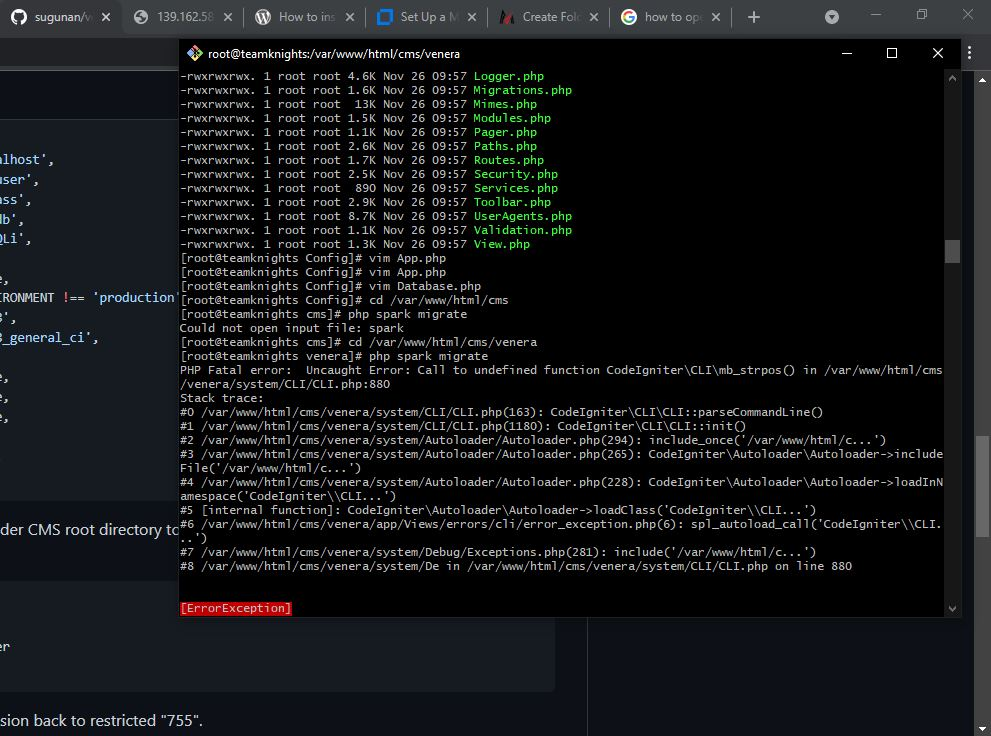 sugunan/v
139.162.58
How to ins
Set Up a M
Create Fol
how to ope
root@teamknights:/var/www/html/cms/venera
-rwxrwxrwx. 1 root root 4.6K Nov 26 09:57 Logger.php
-rwxrwxrwx. 1 root root 1.6K Nov 26 09:57 Migrations.php
-rwxrwxrwx. 1 root root  13K Nov 26 09:57 Mimes.php
-rwxrwxrwx. 1 root root 1.5K Nov 26 09:57 Modules.php
-rwxrwxrwx. 1 root root 1.1K Nov 26 09:57 Pager.php
-rwxrwxrwx. 1 root root 2.6K Nov 26 09:57 Paths.php
-rwxrwxrwx. 1 root root 1.7K Nov 26 09:57 Routes.php
-rwxrwxrwx. 1 root root 2.5K Nov 26 09:57 Security.php
-rwxrwxrwx. 1 root root  890 Nov 26 09:57 Services.php
-rwxrwxrwx. 1 root root 2.9K Nov 26 09:57 Toolbar.php
-rwxrwxrwx. 1 root root 8.7K Nov 26 09:57 UserAgents.php
-rwxrwxrwx. 1 root root 1.1K Nov 26 09:57 Validation.php
-rwxrwxrwx. 1 root root 1.3K Nov 26 09:57 View.php
[root@teamknights Config]# vim App.php
[root@teamknights Config]# vim App.php
[root@teamknights Config]# vim Database.php
[root@teamknights Config]# cd /var/www/html/cms
[root@teamknights cms]# php spark migrate
Could not open input file: spark
[root@teamknights cms]# cd /var/www/html/cms/venera
[root@teamknights venera]# php spark migrate
PHP Fatal error:  Uncaught Error: Call to undefined function CodeIgniter\CLI\mb_strpos() in /var/www/html/cms
/venera/system/CLI/CLI.php:880
Stack trace:
#0 /var/www/html/cms/venera/system/CLI/CLI.php(163): CodeIgniter\CLI\CLI::parseCommandLine()
#1 /var/www/html/cms/venera/system/CLI/CLI.php(1180): CodeIgniter\CLI\CLI::init()
#2 /var/www/html/cms/venera/system/Autoloader/Autoloader.php(294): include_once('/var/www/html/c...')
#3 /var/www/html/cms/venera/system/Autoloader/Autoloader.php(265): CodeIgniter\Autoloader\Autoloader->include
File('/var/www/html/c...')
#4 /var/www/html/cms/venera/system/Autoloader/Autoloader.php(228): CodeIgniter\Autoloader\Autoloader->loadInN
amespace('CodeIgniter\\CLI...')
#5 [internal function]: CodeIgniter\Autoloader\Autoloader->loadClass('CodeIgniter\\CLI...')
#6 /var/www/html/cms/venera/app/Views/errors/cli/error_exception.php(6): spl_autoload_call('CodeIgniter\\CLI.
..')
#7 /var/www/html/cms/venera/system/Debug/Exceptions.php(281): include('/var/www/html/c...')
#8 /var/www/html/cms/venera/system/De in /var/www/html/cms/venera/system/CLI/CLI.php on line 880
[ErrorException]
alhost',
user',
ass',
db',
QLi',
e,
IRONMENT !== 'production'
8',
8_general_ci',
e,
e,
e,
der CMS root directory to
er
sion back to restricted "755".